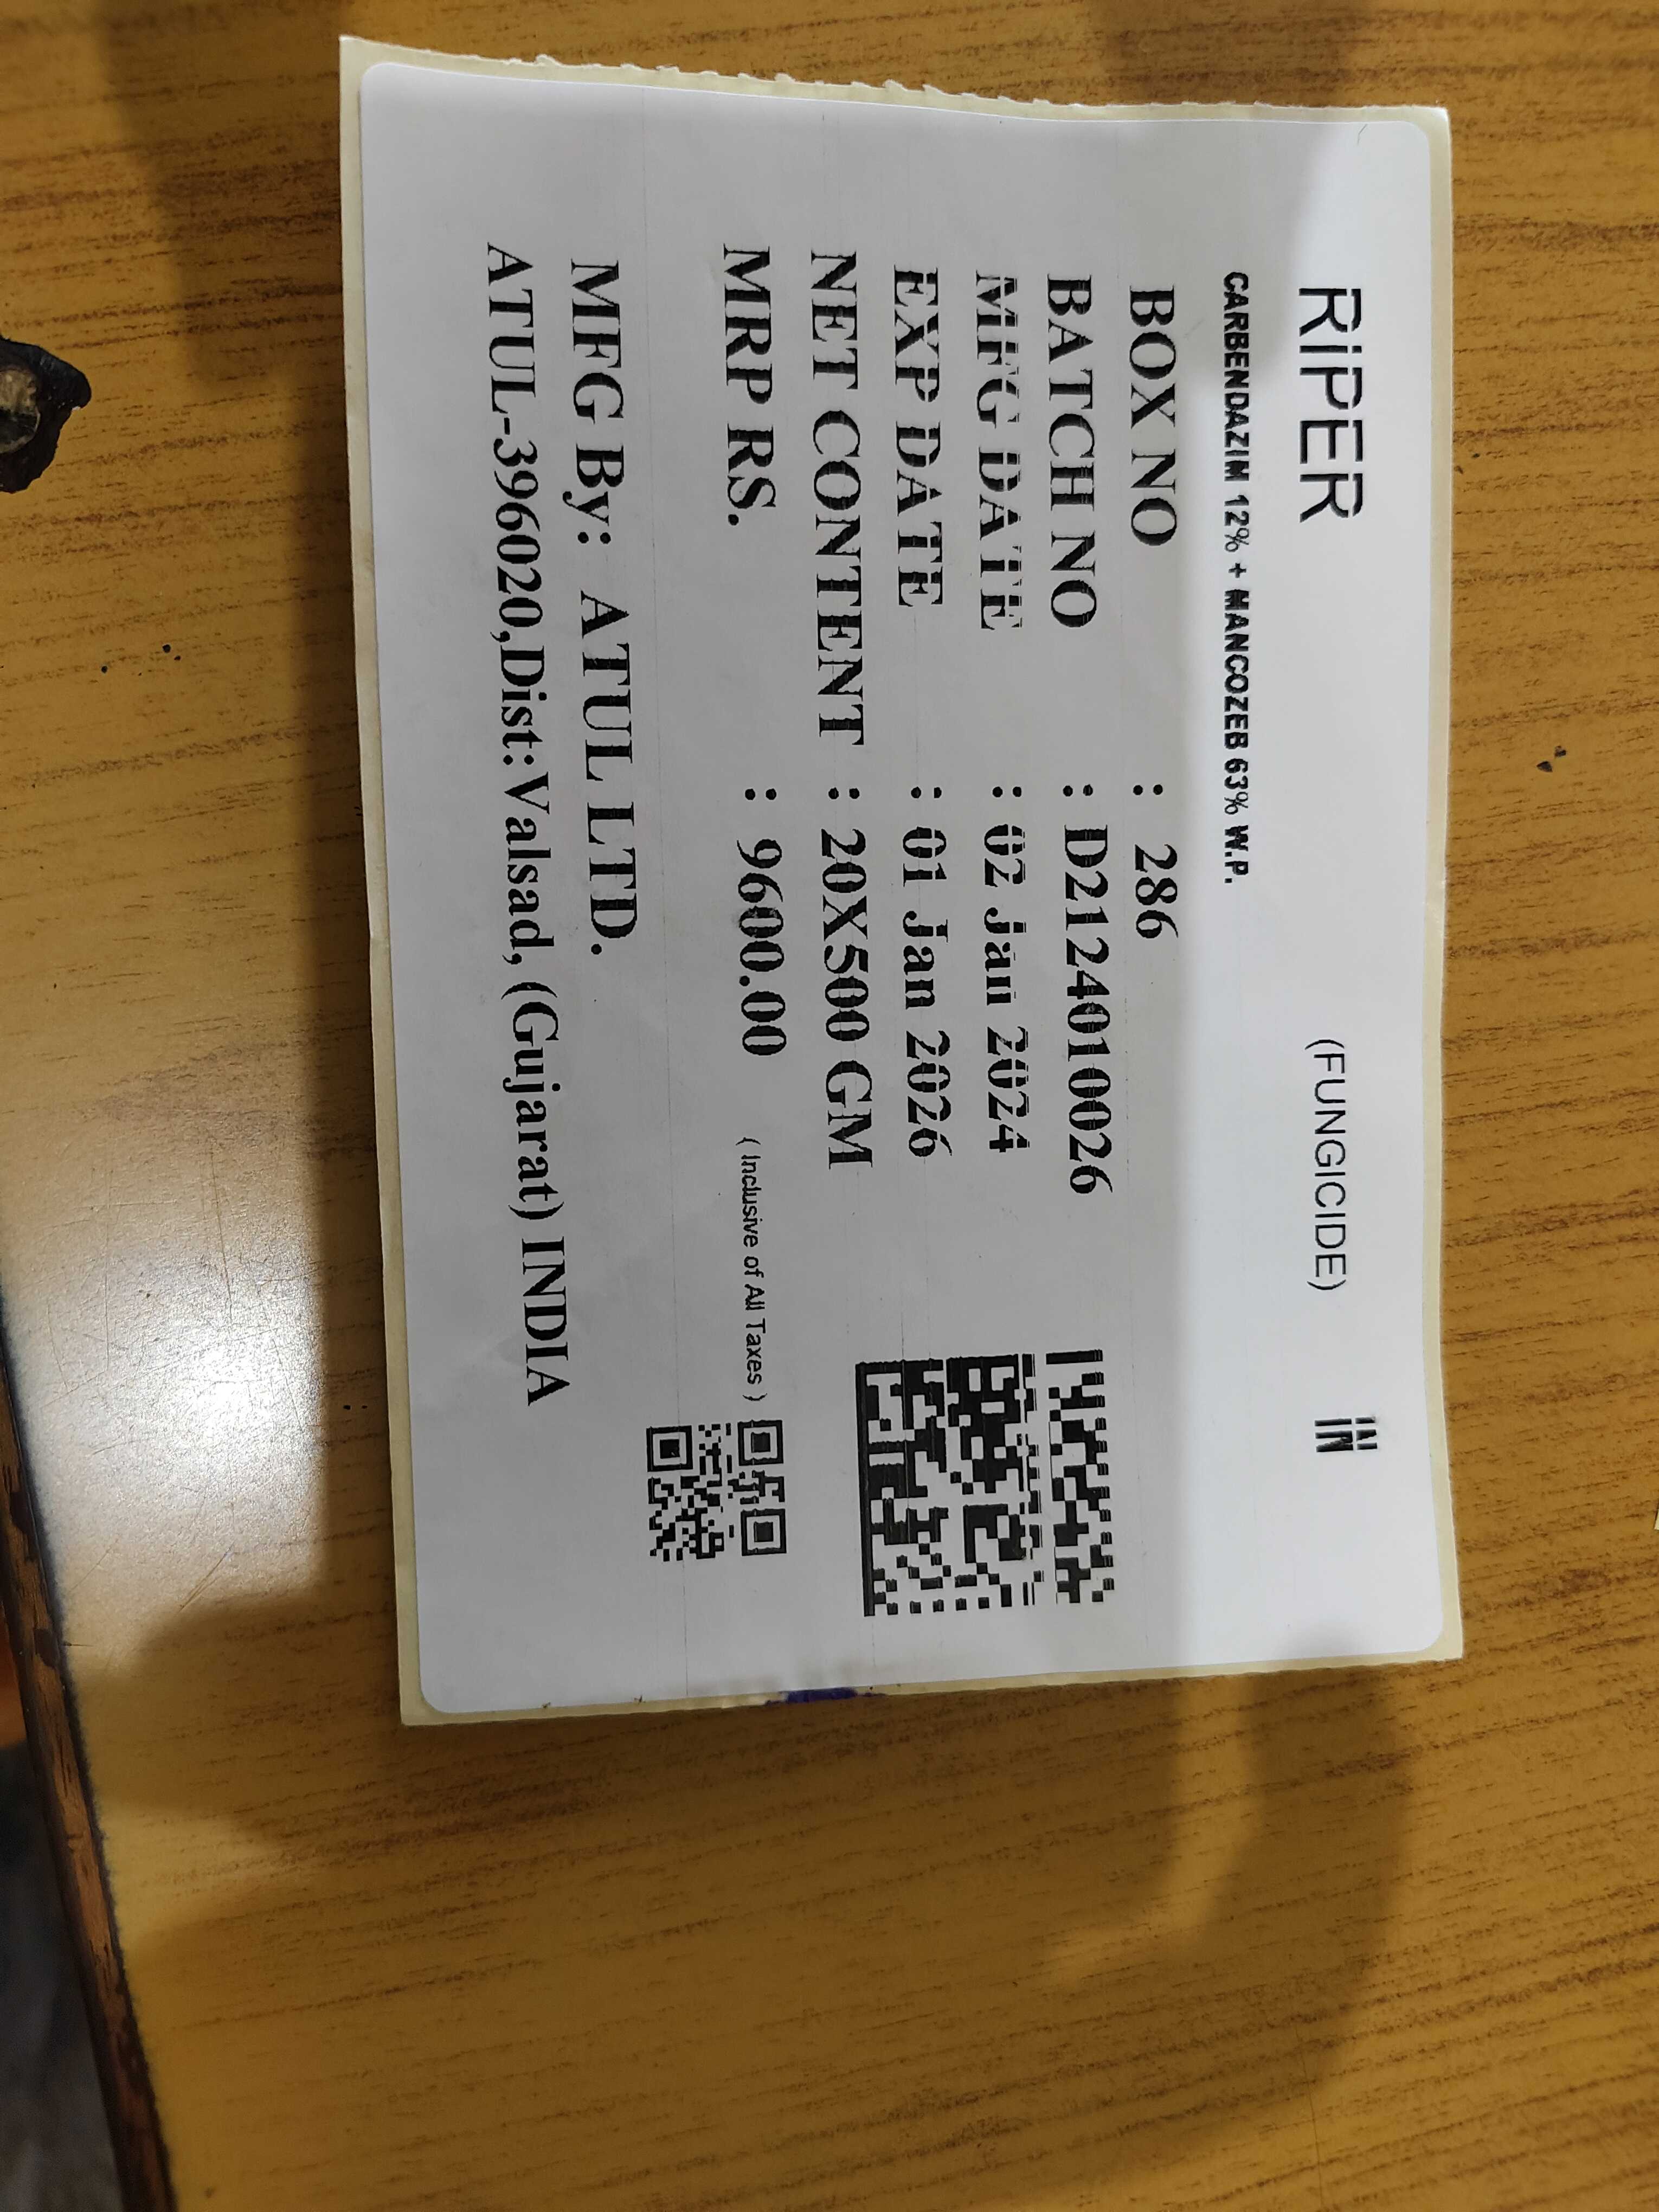 RIPER (FUNGICIDE) IN
CARBENDAZIM 12% + MANCOZEB 63% W.P.
BOX NO : 286
BATCH NO : D2124010026
MFG DATE : 02 Jan 2024
EXP DATE : 01 Jan 2026
NET CONTENT : 20X500 GM
MRP RS. : 9600.00 ( Inclusive of All Taxes )
MFG By: ATUL LTD.
ATUL-396020,Dist:Valsad, (Gujarat) INDIA